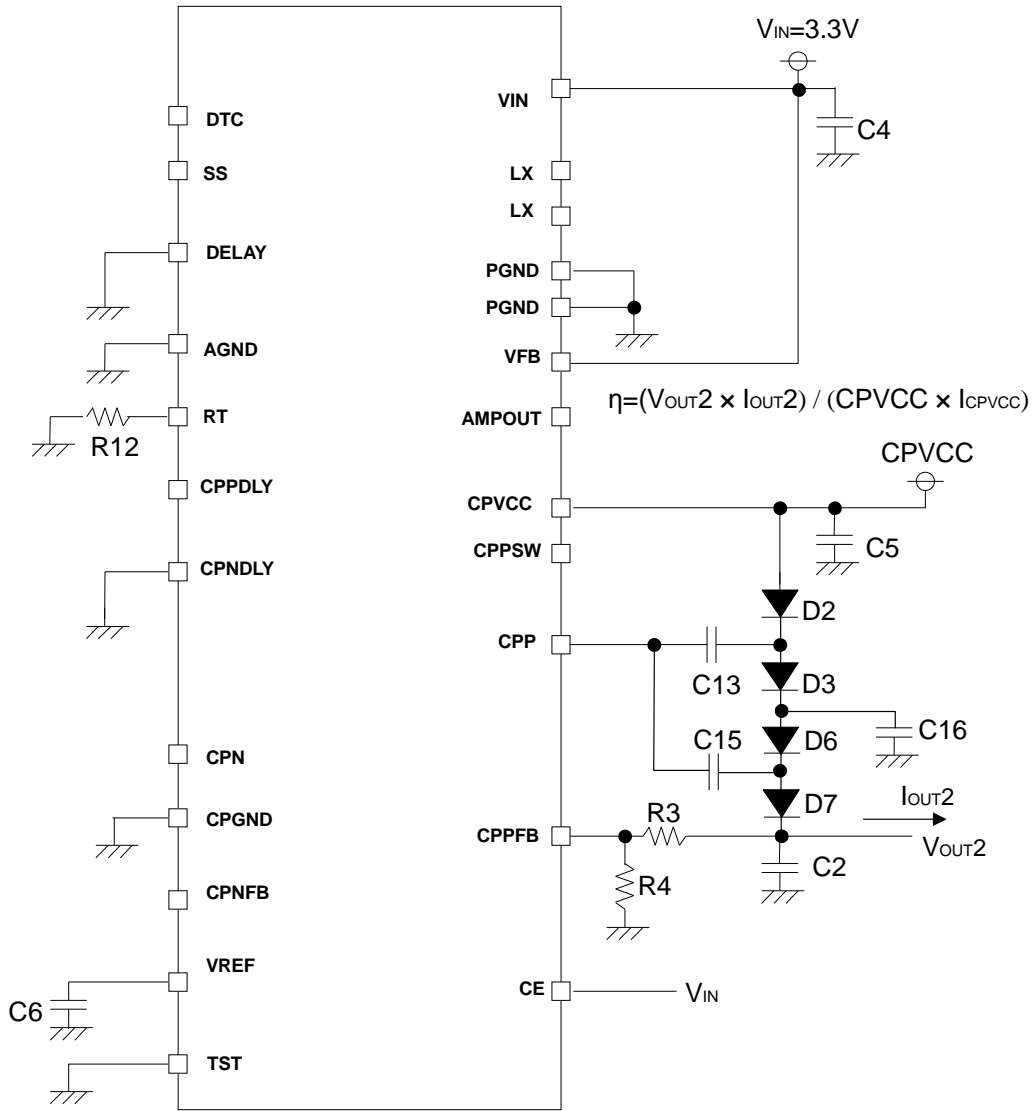 VIN=3.3V
VIN
C4
DTC
SS
LX
LX
DELAY
PGND
PGND
AGND
VFB
RT
AMPOUT
η=(VOUT2 × IOUT2) / (CPVCC × ICPVCC)
R12
CPVCC
CPPDLY
CPVCC
C5
CPPSW
CPNDLY
D2
CPP
C13
D3
C15
D6
C16
CPN
D7
IOUT2
CPGND
CPPFB
R3
VOUT2
C2
R4
CPNFB
VREF
CE
VIN
C6
TST